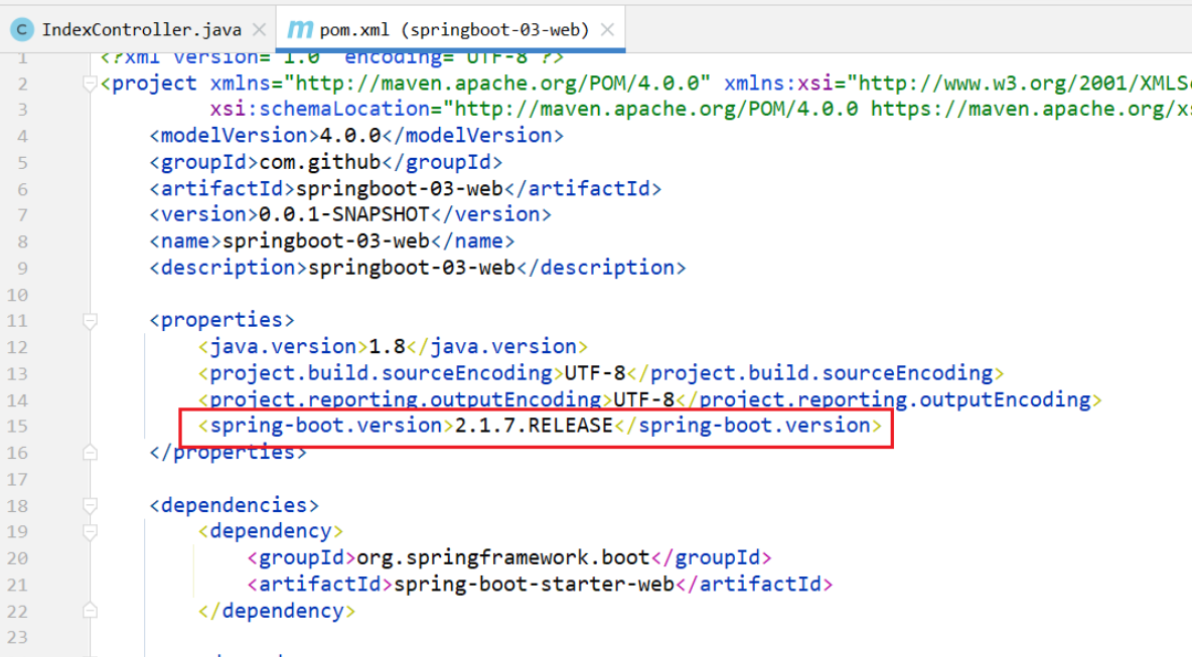 IndexController.java
pom.xml (springboot-03-web)
1 <?xml version="1.0" encoding="UTF-8"?>
2 <project xmlns="http://maven.apache.org/POM/4.0.0" xmlns:xsi="http://www.w3.org/2001/XMLSc
3 xsi:schemaLocation="http://maven.apache.org/POM/4.0.0 https://maven.apache.org/xs
4 <modelVersion>4.0.0</modelVersion>
5 <groupId>com.github</groupId>
6 <artifactId>springboot-03-web</artifactId>
7 <version>0.0.1-SNAPSHOT</version>
8 <name>springboot-03-web</name>
9 <description>springboot-03-web</description>
10
11 <properties>
12 <java.version>1.8</java.version>
13 <project.build.sourceEncoding>UTF-8</project.build.sourceEncoding>
14 <project.reporting.outputEncoding>UTF-8</project.reporting.outputEncoding>
15 <spring-boot.version>2.1.7.RELEASE</spring-boot.version>
16 </properties>
17
18 <dependencies>
19 <dependency>
20 <groupId>org.springframework.boot</groupId>
21 <artifactId>spring-boot-starter-web</artifactId>
22 </dependency>
23